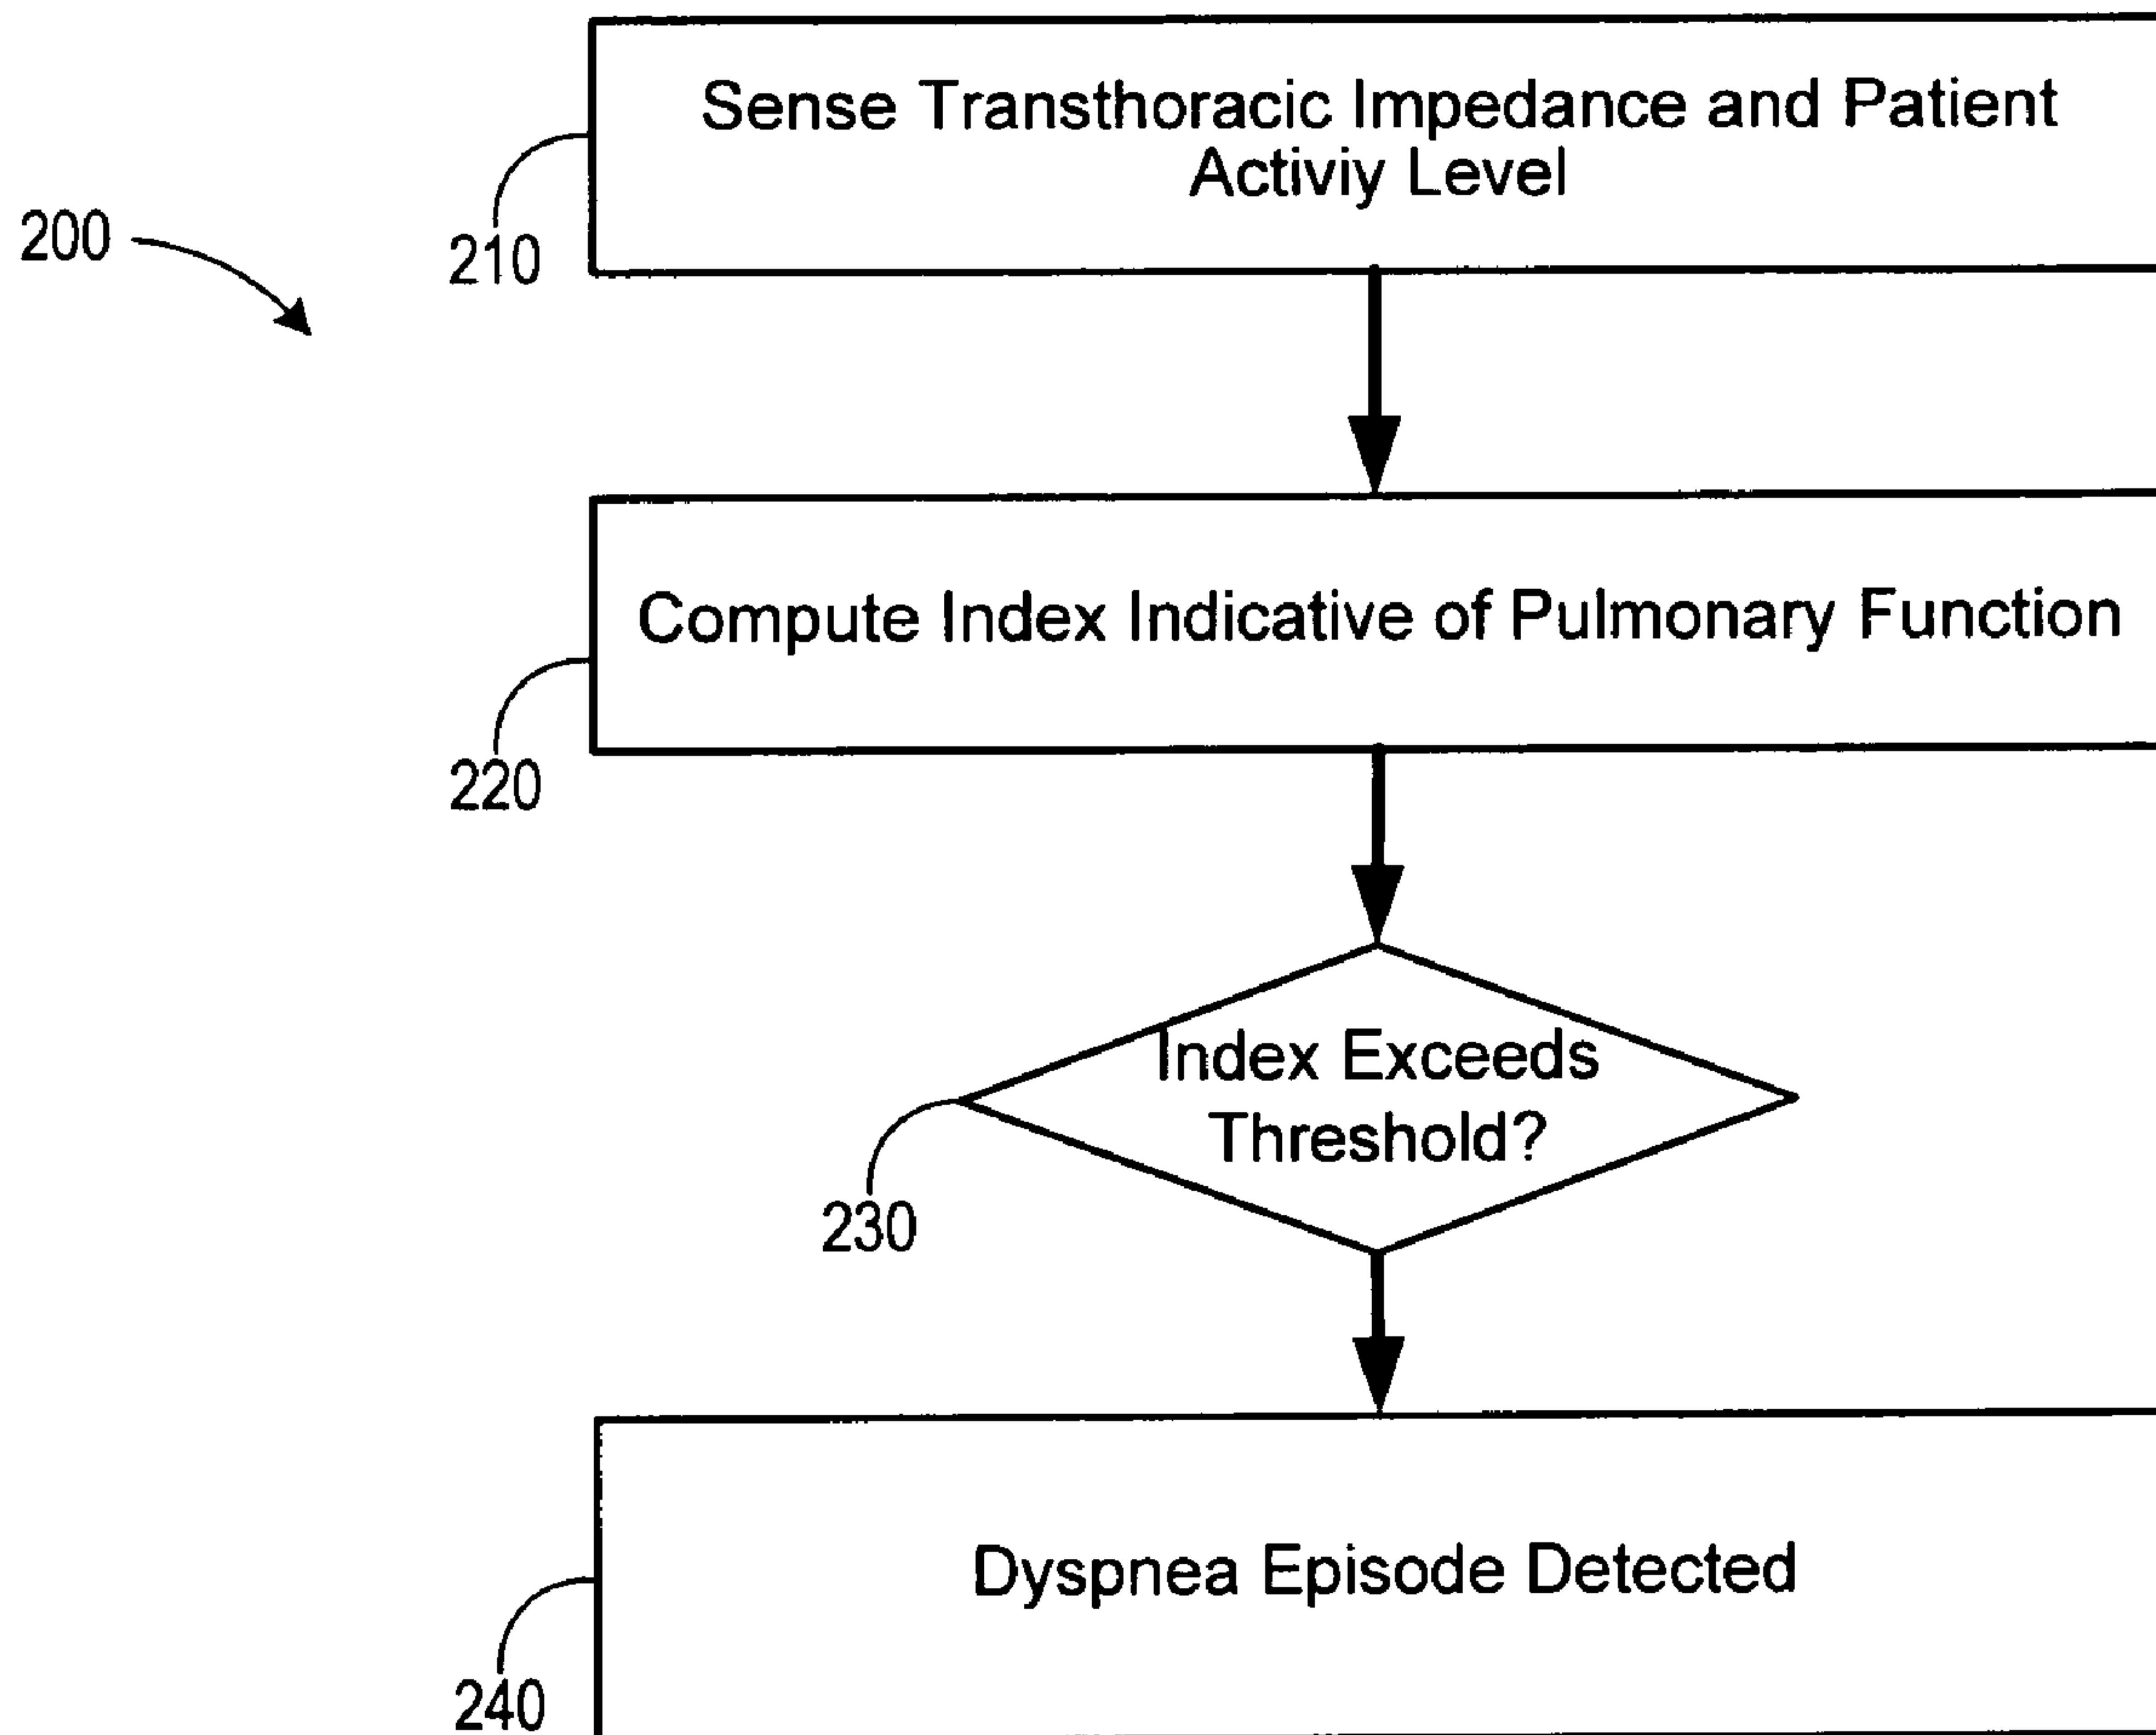 Sense Transthoracic Impedance and Patient
Activiy Level
200
210
Compute Index Indicative of Pulmonary Function
220
Index Exceeds
Threshold?
230
Dyspnea Episode Detected
240